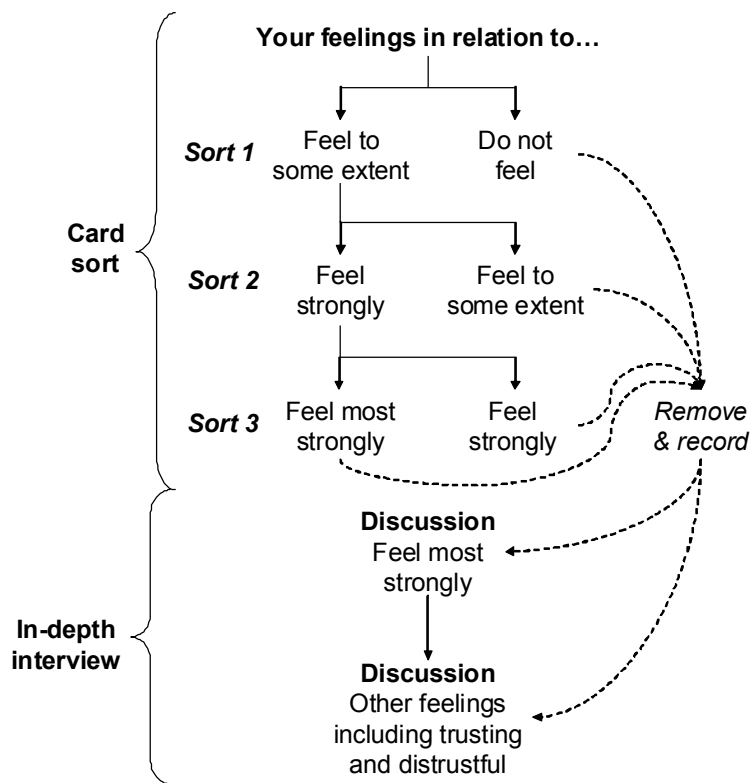 Your feelings in relation to…
Sort 1
Feel to
some extent
Do not
feel
Card
sort
Sort 2
Feel
strongly
Feel to
some extent
Sort 3
Feel most
strongly
Feel
strongly
Remove
& record
Discussion
Feel most
strongly
In-depth
interview
Discussion
Other feelings
including trusting
and distrustful